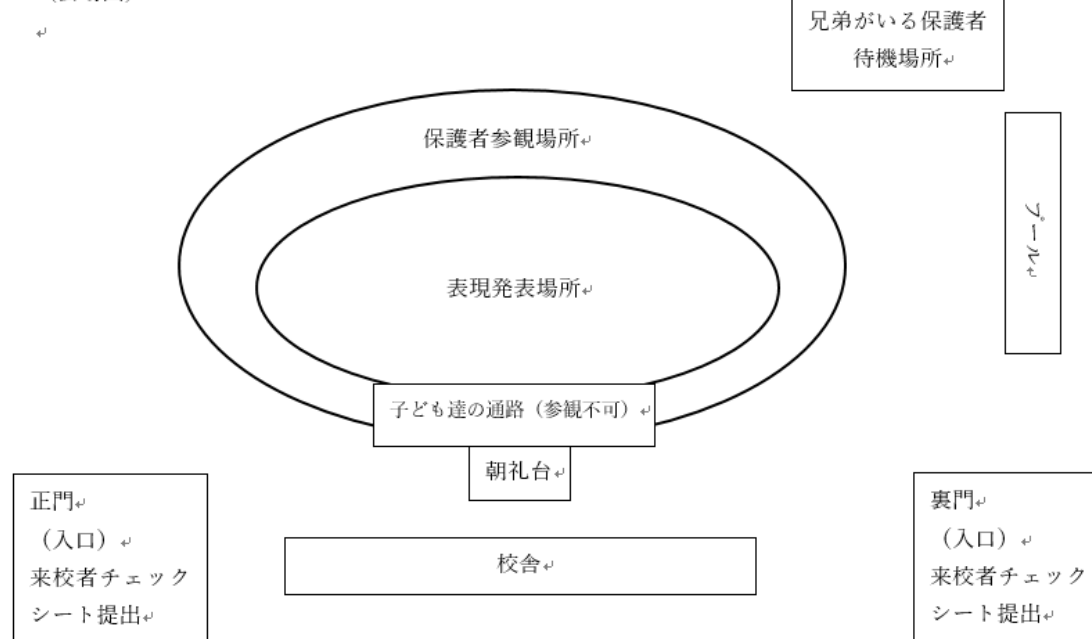 兄弟がいる保護者
待機場所
保護者参観場所
プール
表現発表場所
子ども達の通路（参観不可）
朝礼台
正門
（入口）
来校者チェック
シート提出
裏門
（入口）
来校者チェック
シート提出
校舎